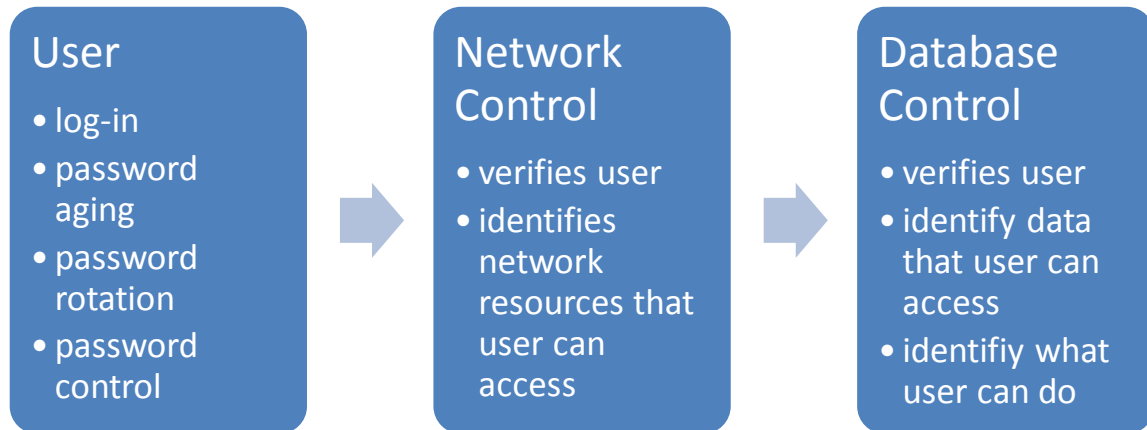 User
• log-in
• password
aging
• password
rotation
• password
control
Network
Control
• verifies user
• identifies
network
resources that
user can
access
Database
Control
• verifies user
• identify data
that user can
access
• identifiy what
user can do